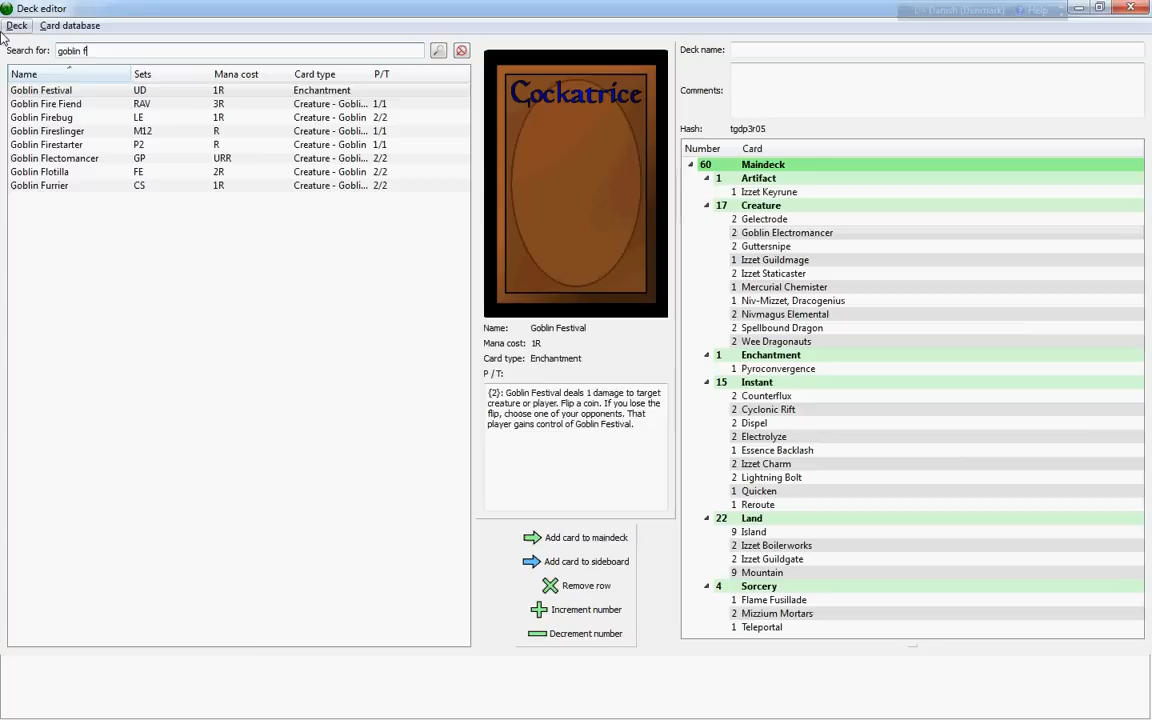 Deck editor
Danish (Denmark) Help
Deck Card database
Search for: goblin f
Name Sets Mana cost Card type P/T
Goblin Festival UD 1R Enchantment
Goblin Fire Fiend RAV 3R Creature - Gobli... 1/1
Goblin Firebug LE 1R Creature - Goblin 2/2
Goblin Fireslinger M12 R Creature - Gobli... 1/1
Goblin Firestarter P2 R Creature - Gobli... 1/1
Goblin Flectomancer GP URR Creature - Gobli... 2/2
Goblin Flotilla FE 2R Creature - Goblin 2/2
Goblin Furrier CS 1R Creature - Gobli... 2/2
Cockatrice
Name: Goblin Festival
Mana cost: 1R
Card type: Enchantment
P / T:
{2}: Goblin Festival deals 1 damage to target
creature or player. Flip a coin. If you lose the
flip, choose one of your opponents. That
player gains control of Goblin Festival.
Add card to maindeck
Add card to sideboard
Remove row
Increment number
Decrement number
Deck name:
Comments:
Hash: tgdp3r05
Number Card
60 Maindeck
1 Artifact
1 Izzet Keyrune
17 Creature
2 Gelectrode
2 Goblin Electromancer
2 Guttersnipe
1 Izzet Guildmage
2 Izzet Staticaster
1 Mercurial Chemister
1 Niv-Mizzet, Dracogenius
2 Nivmagus Elemental
2 Spellbound Dragon
2 Wee Dragonauts
1 Enchantment
1 Pyroconvergence
15 Instant
2 Counterflux
2 Cyclonic Rift
2 Dispel
2 Electrolyze
1 Essence Backlash
2 Izzet Charm
2 Lightning Bolt
1 Quicken
1 Reroute
22 Land
9 Island
2 Izzet Boilerworks
2 Izzet Guildgate
9 Mountain
4 Sorcery
1 Flame Fusillade
2 Mizzium Mortars
1 Teleportal